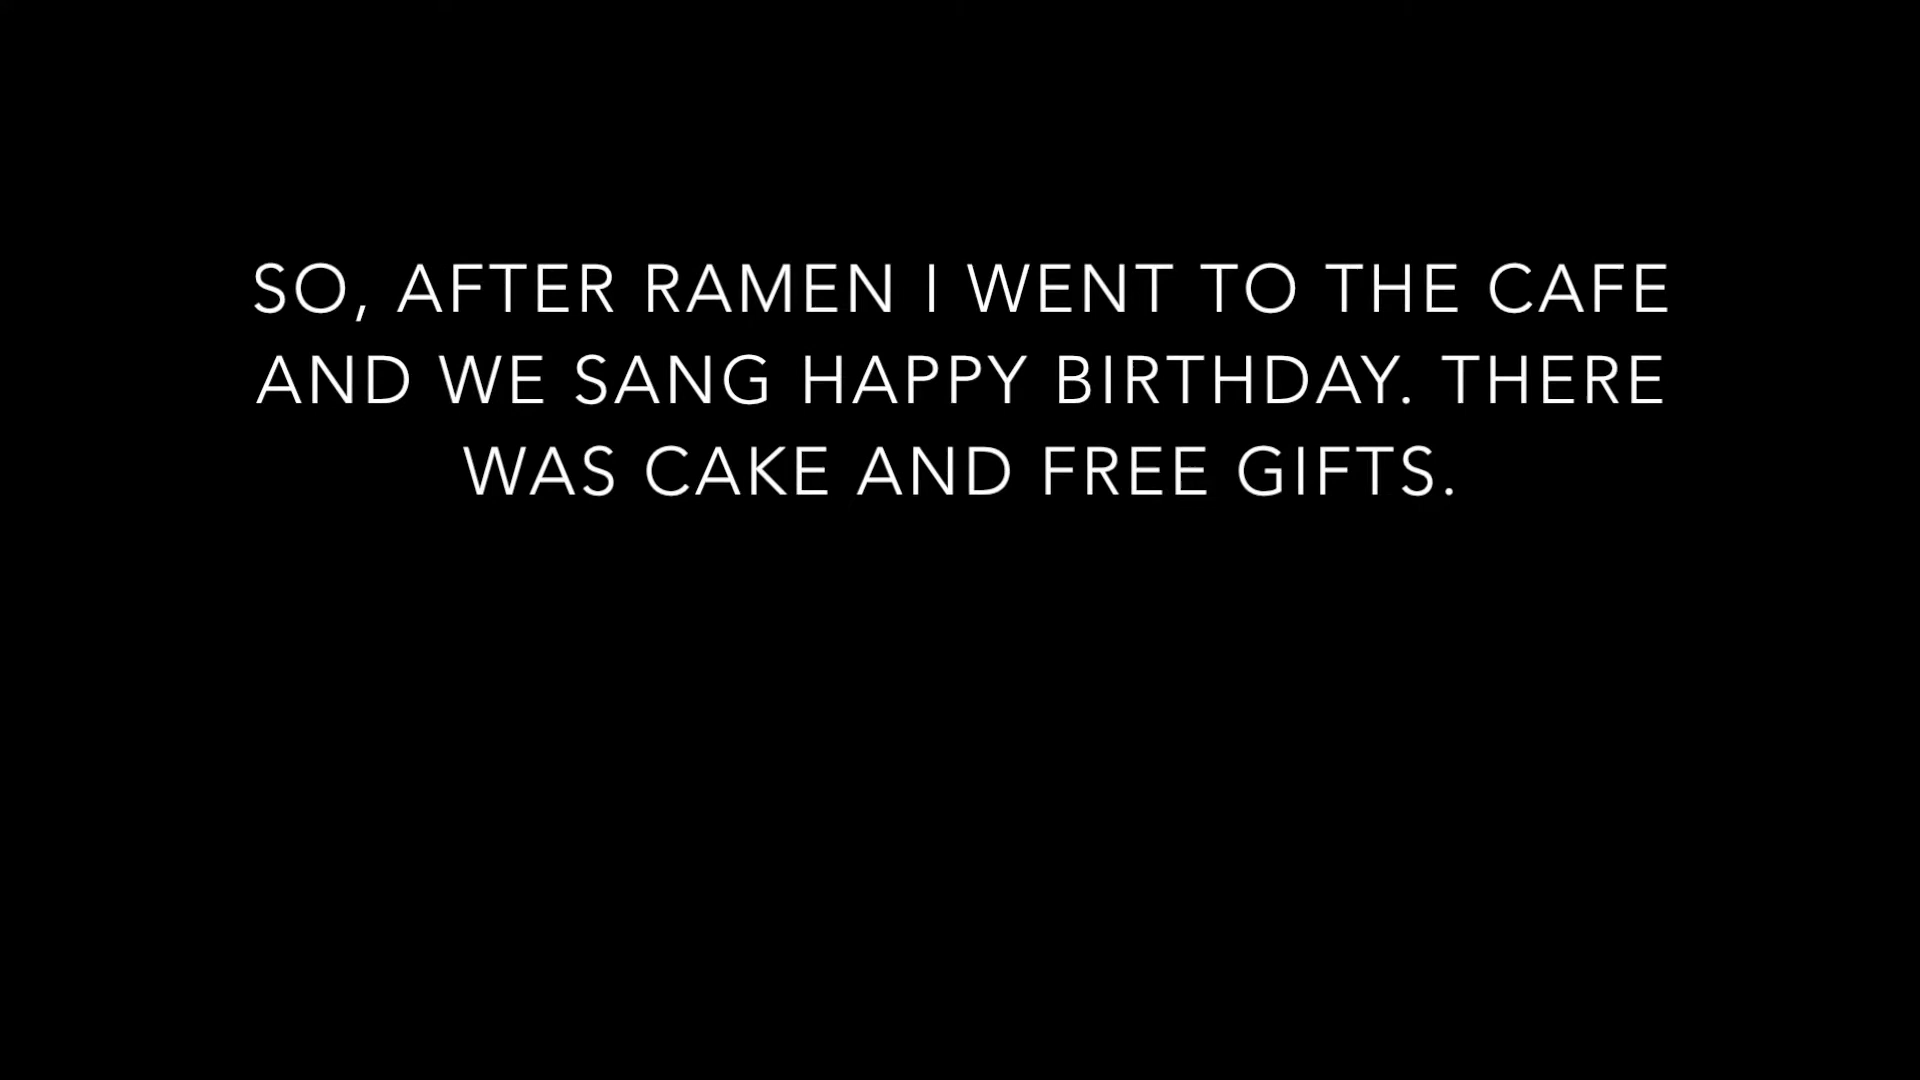 SO, AFTER RAMEN I WENT TO THE CAFE
AND WE SANG HAPPY BIRTHDAY. THERE
WAS CAKE AND FREE GIFTS.